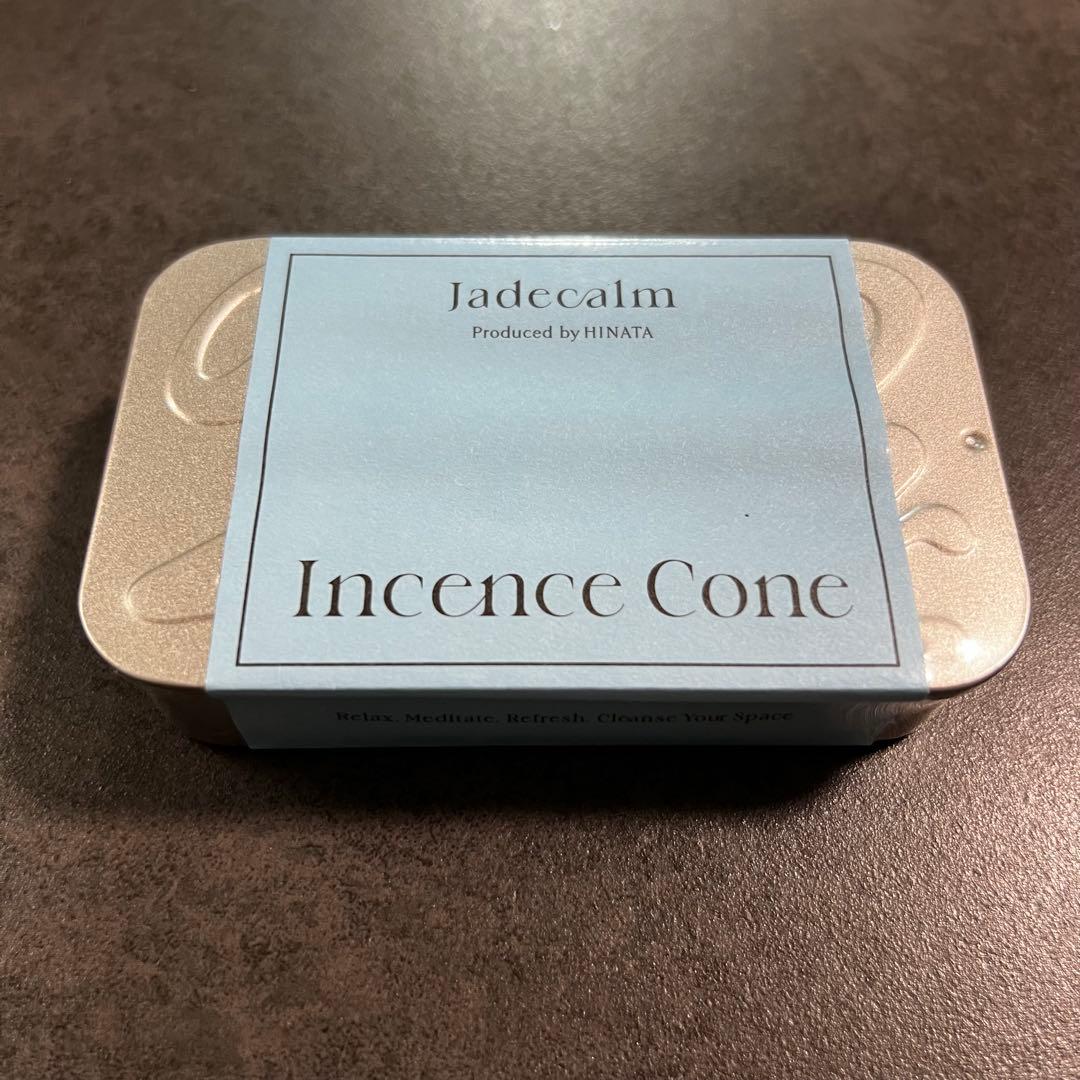 Jadecalm
Produced by HINATA
Incence Cone
Relax. Meditate. Refresh. Cleanse Your Space